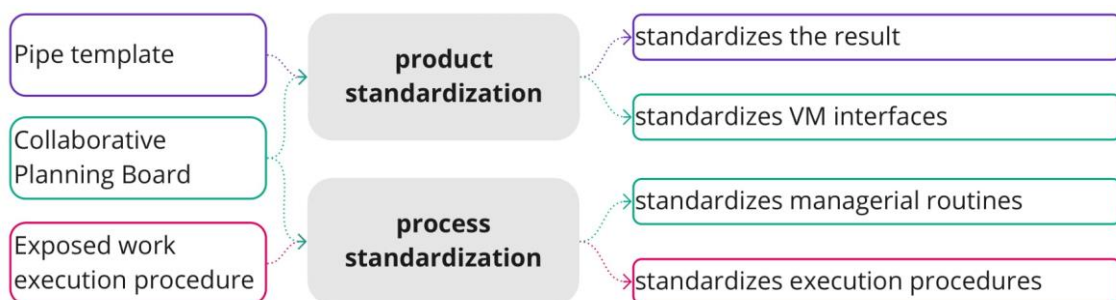 Pipe template
Collaborative
Planning Board
Exposed work
execution procedure
product
standardization
process
standardization
standardizes the result
standardizes VM interfaces
standardizes managerial routines
standardizes execution procedures